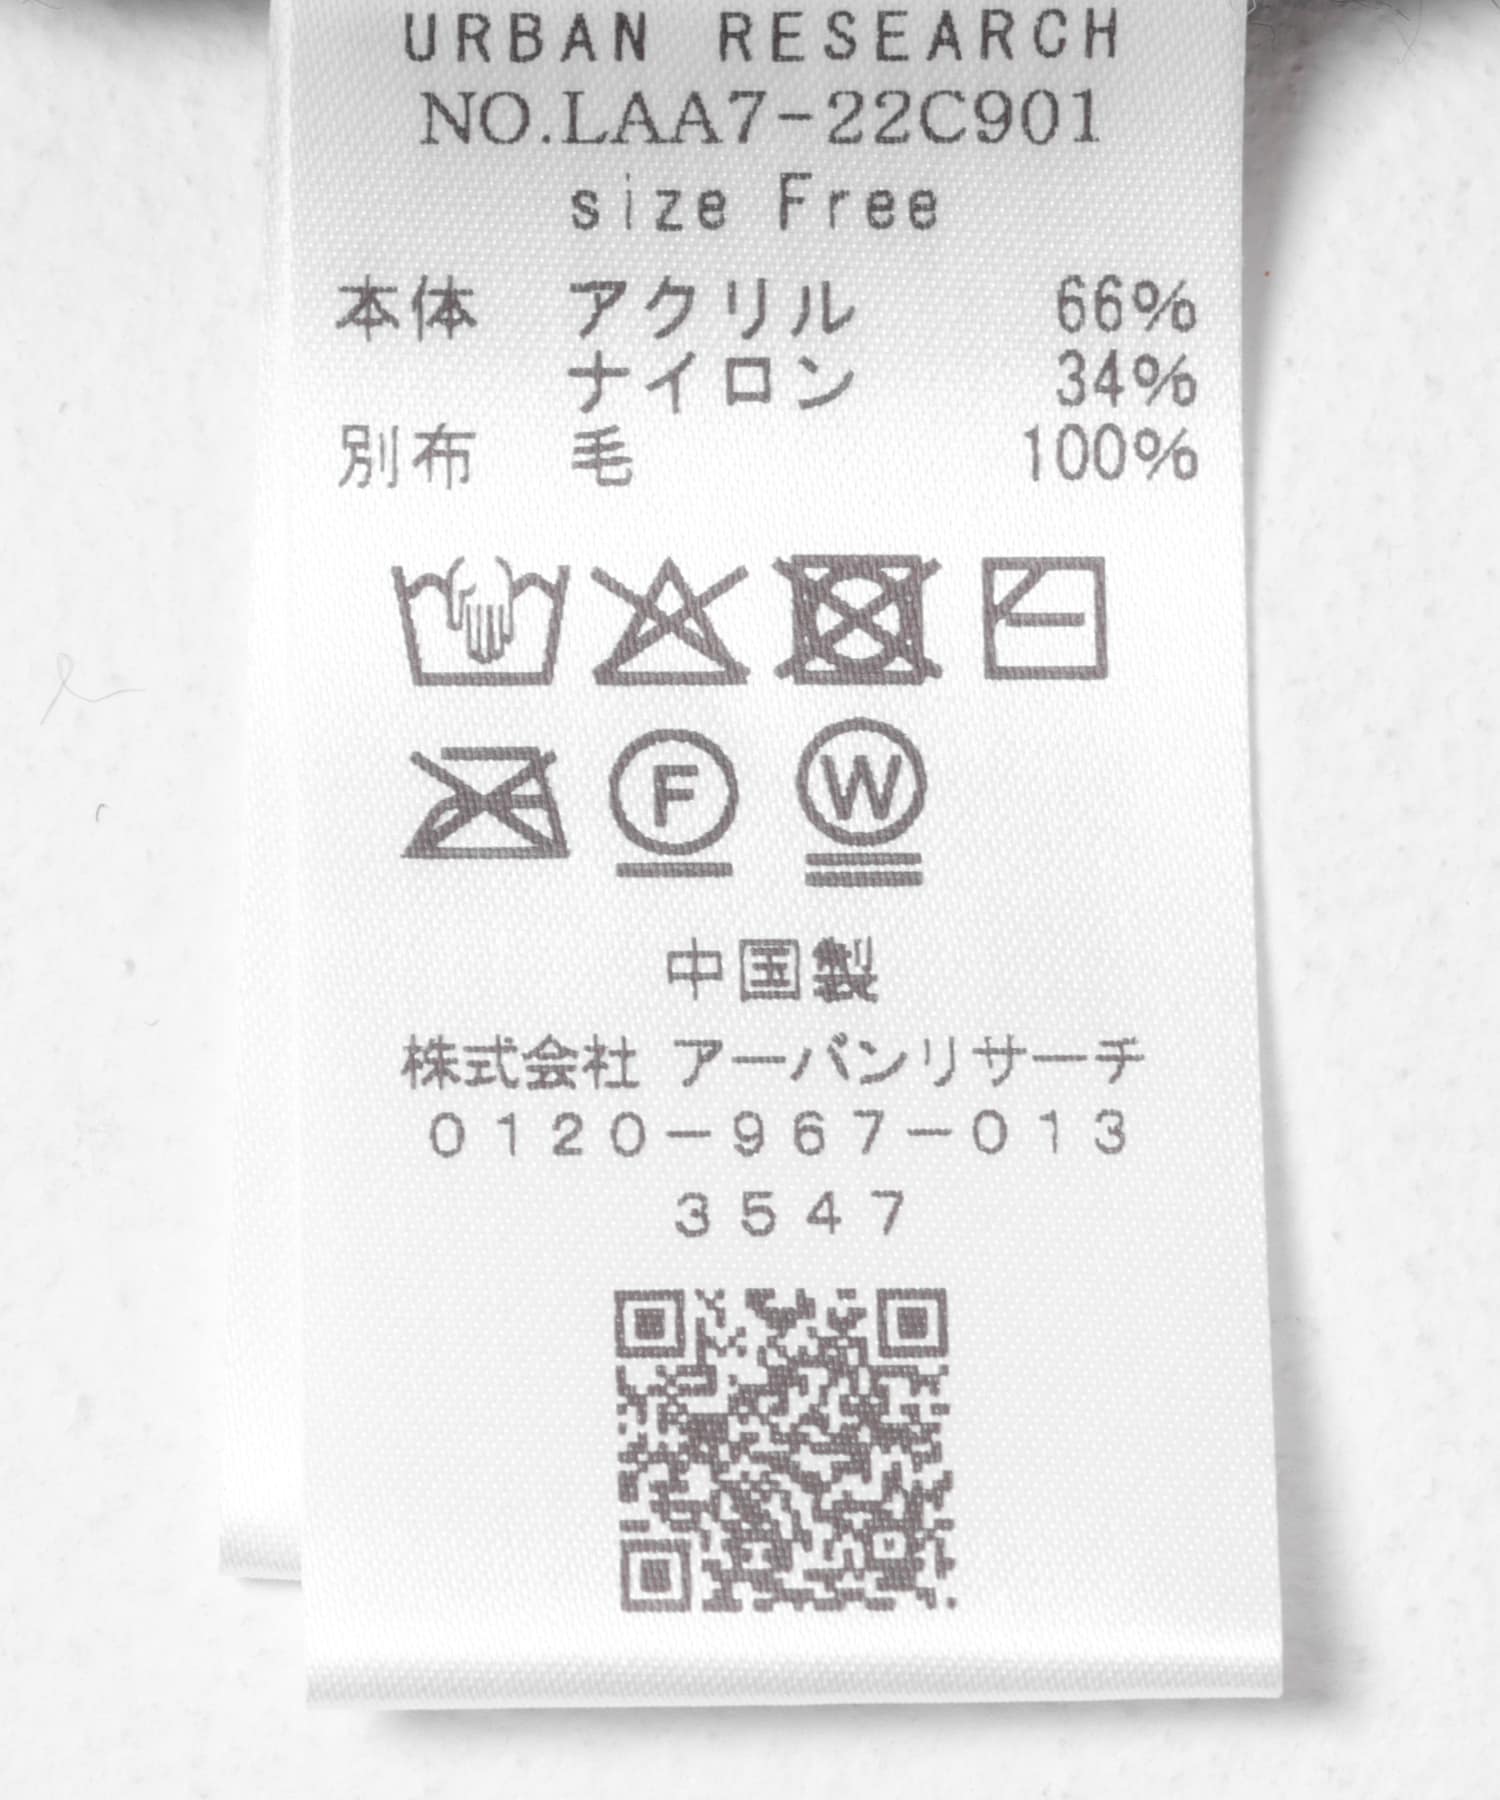 URBAN RESEARCH
NO.LAA7-22C901
size Free
本体 アクリル 66%
ナイロン 34%
別布 毛 100%
F
W
中国製
株式会社 アーバンリサーチ
0120-967-013
3547